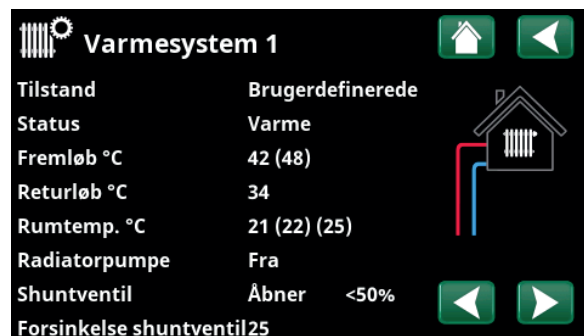 Varmesystem 1
Tilstand Brugerdefinerede
Status Varme
Fremløb °C 42 (48)
Returløb °C 34
Rumtemp. °C 21 (22) (25)
Radiatorpumpe Fra
Shuntventil Åbner <50%
Forsinkelse shuntventil 25